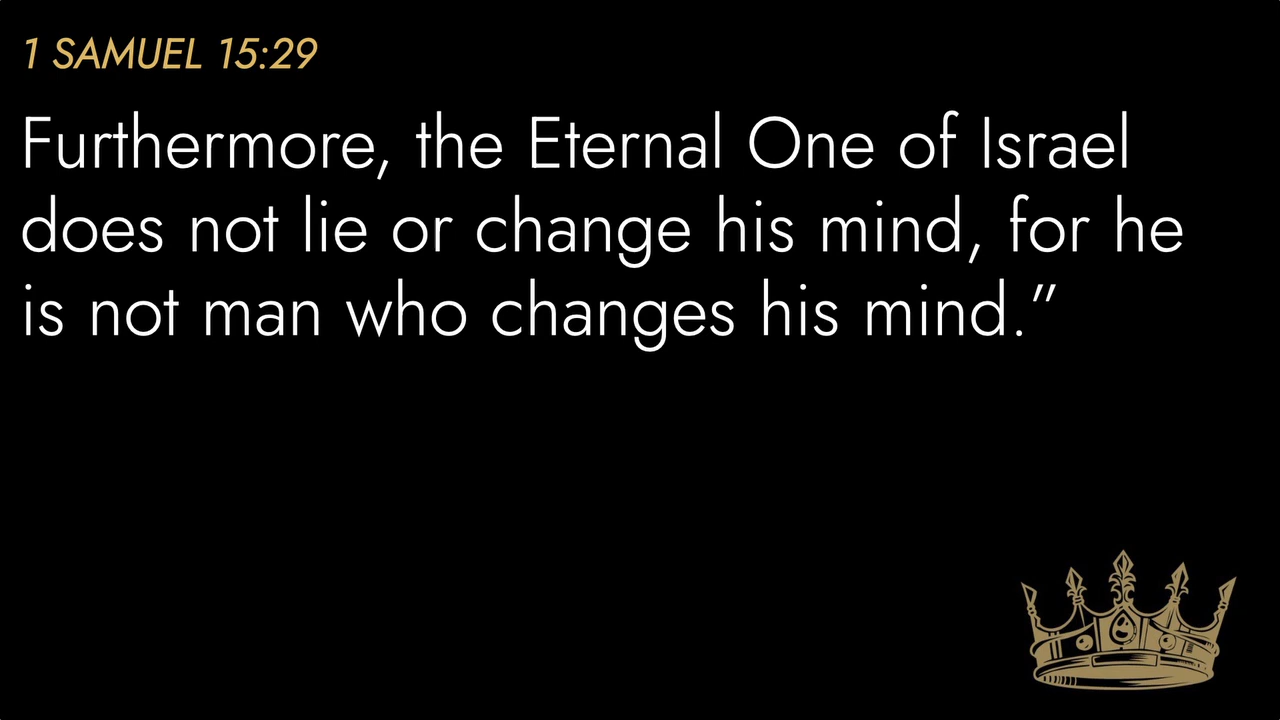 1 SAMUEL 15:29
Furthermore, the Eternal One of Israel
does not lie or change his mind, for he
is not man who changes his mind.”